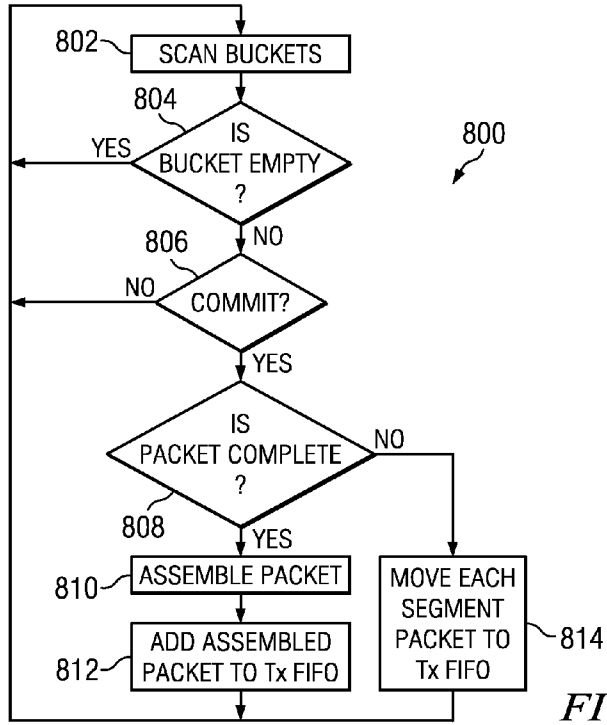 802
SCAN BUCKETS
804
IS
BUCKET EMPTY
?
YES
NO
800
806
COMMIT?
NO
YES
IS
PACKET COMPLETE
?
NO
808
YES
810
ASSEMBLE PACKET
MOVE EACH
SEGMENT
PACKET TO
Tx FIFO
814
812
ADD ASSEMBLED
PACKET TO Tx FIFO
FI